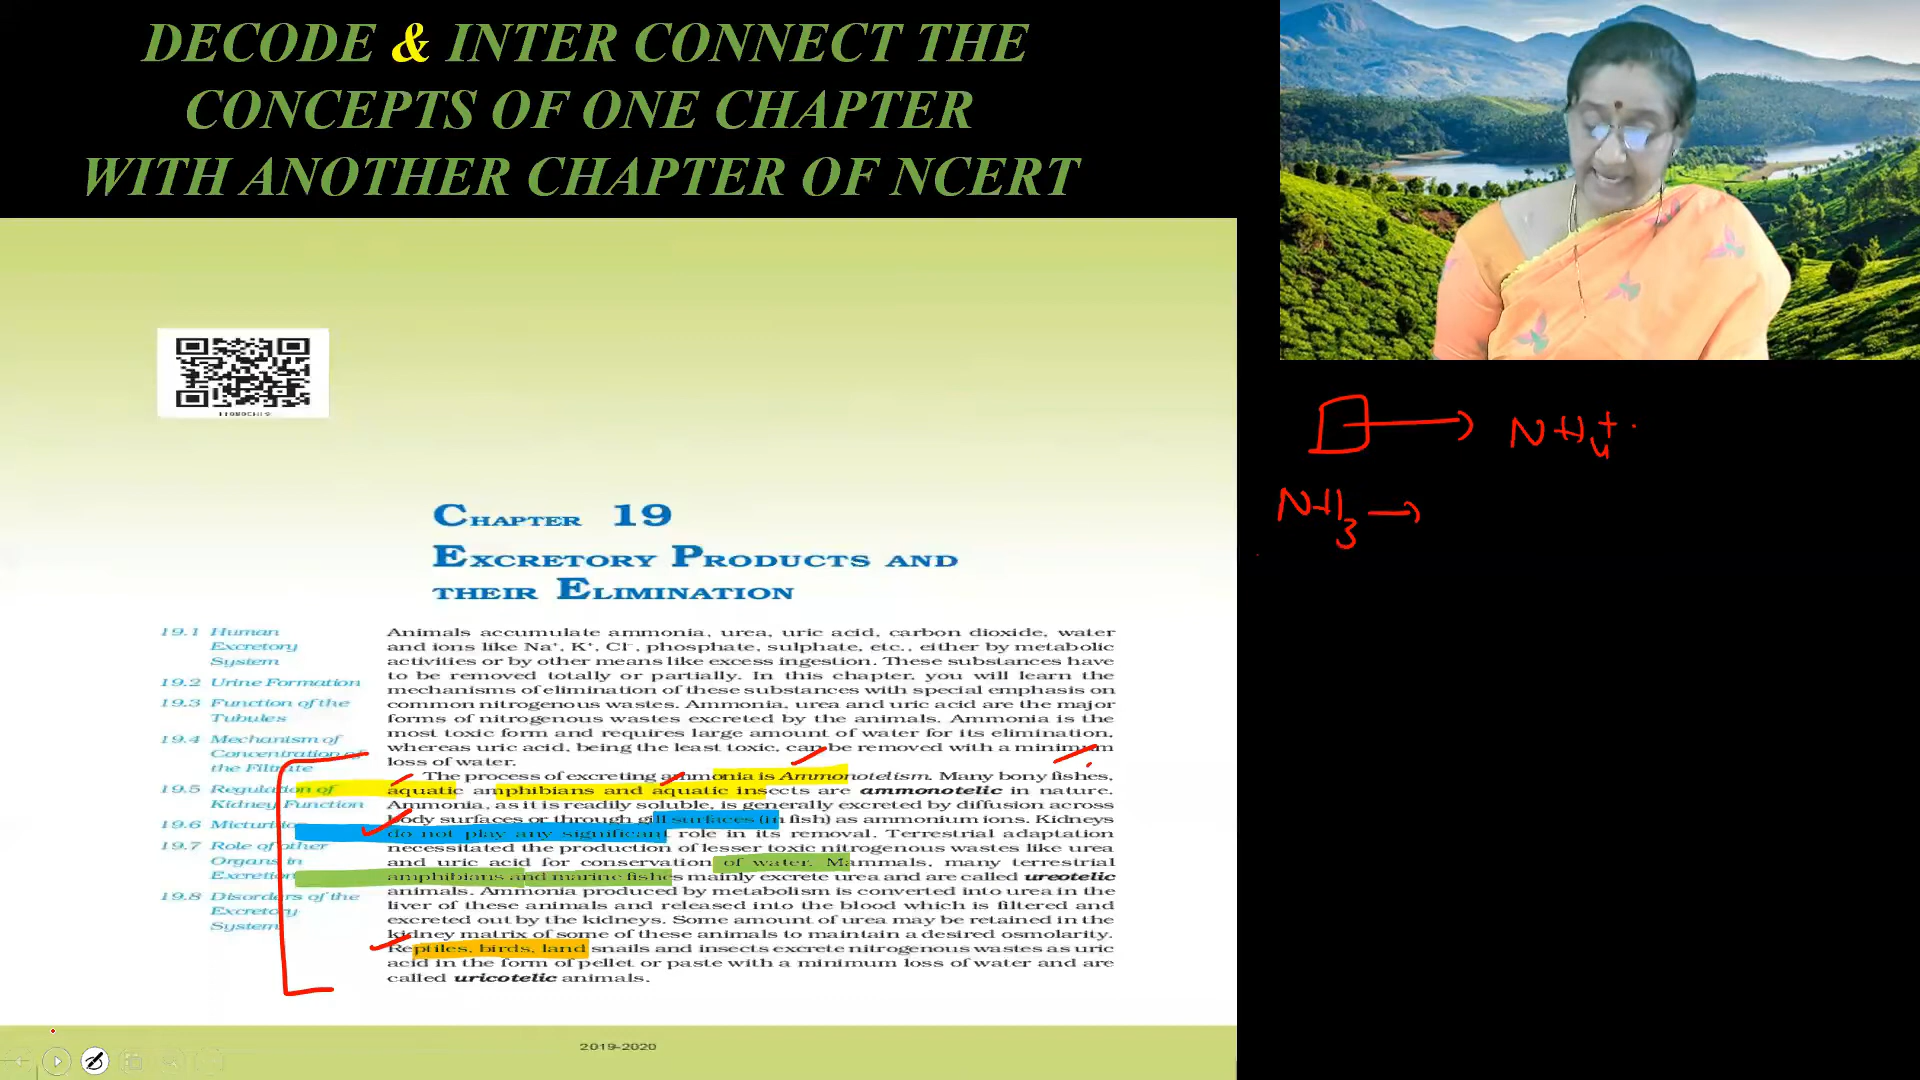 DECODE & INTER CONNECT THE
CONCEPTS OF ONE CHAPTER
WITH ANOTHER CHAPTER OF NCERT
CHAPTER 19
EXCRETORY PRODUCTS AND
THEIR ELIMINATION
19.1 Human
Excretory
System
19.2 Urine Formation
19.3 Function of the
Tubules
19.4 Mechanism of
Concentration of
the Filtrate
19.5 Regulation of
Kidney Function
19.6 Micturition
19.7 Role of other
Organs in
Excretion
19.8 Disorders of the
Excretory
System
Animals accumulate ammonia, urea, uric acid, carbon dioxide, water
and ions like Na⁺, K⁺, Cl⁻, phosphate, sulphate, etc., either by metabolic
activities or by other means like excess ingestion. These substances have
to be removed totally or partially. In this chapter, you will learn the
mechanisms of elimination of these substances with special emphasis on
common nitrogenous wastes. Ammonia, urea and uric acid are the major
forms of nitrogenous wastes excreted by the animals. Ammonia is the
most toxic form and requires large amount of water for its elimination,
whereas uric acid, being the least toxic, can be removed with a minimum
loss of water.
The process of excreting ammonia is Ammonotelism. Many bony fishes,
aquatic amphibians and aquatic insects are ammonotelic in nature.
Ammonia, as it is readily soluble, is generally excreted by diffusion across
body surfaces or through gill surfaces (in fish) as ammonium ions. Kidneys
do not play any significant role in its removal. Terrestrial adaptation
necessitated the production of lesser toxic nitrogenous wastes like urea
and uric acid for conservation of water. Mammals, many terrestrial
amphibians and marine fishes mainly excrete urea and are called ureotelic
animals. Ammonia produced by metabolism is converted into urea in the
liver of these animals and released into the blood which is filtered and
excreted out by the kidneys. Some amount of urea may be retained in the
kidney matrix of some of these animals to maintain a desired osmolarity.
Reptiles, birds, land snails and insects excrete nitrogenous wastes as uric
acid in the form of pellet or paste with a minimum loss of water and are
called uricotelic animals.
2019-2020
→ NH₄⁺
NH₃ →